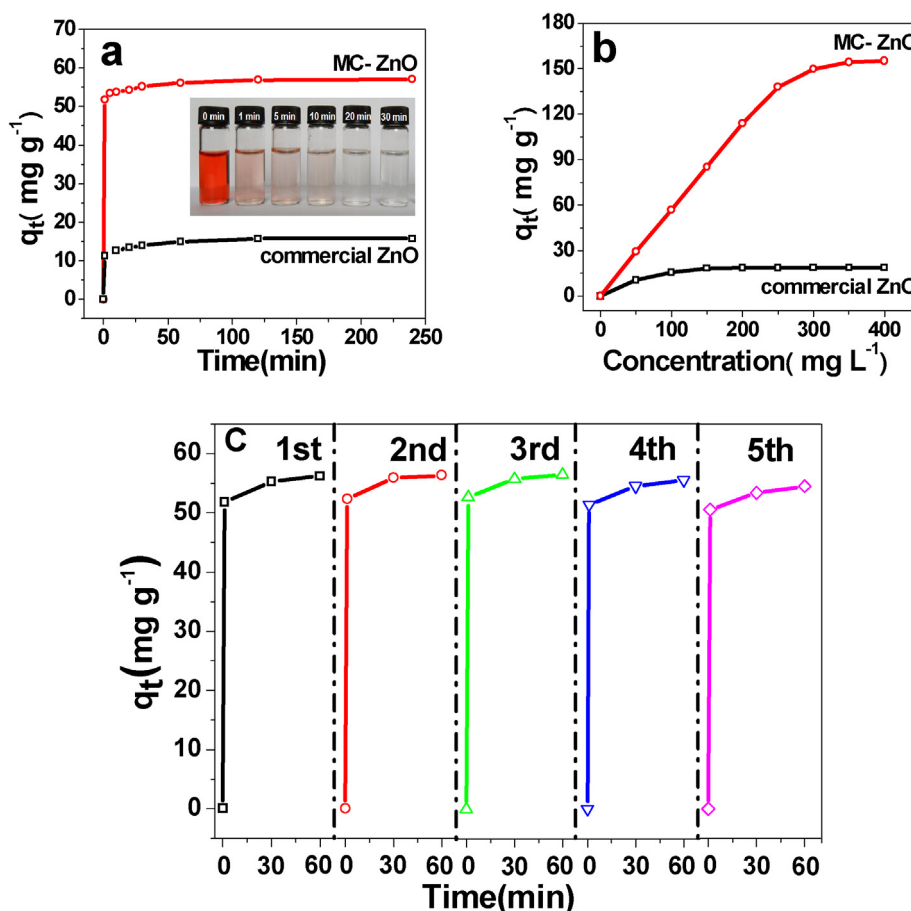 a
MC- ZnO
0 min 1 min 5 min 10 min 20 min 30 min
commercial ZnO
70
60
50
40
30
20
10
0
qt( mg g-1)
0 50 100 150 200 250
Time(min)
b
MC- ZnO
commercial ZnO
180
150
120
90
60
30
0
qt( mg g-1)
0 100 200 300 400
Concentration( mg L-1)
C 1st 2nd 3rd 4th 5th
60
50
40
30
20
10
0
qt(mg g-1)
0 30 60 0 30 60 0 30 60 0 30 60 0 30 60
Time(min)